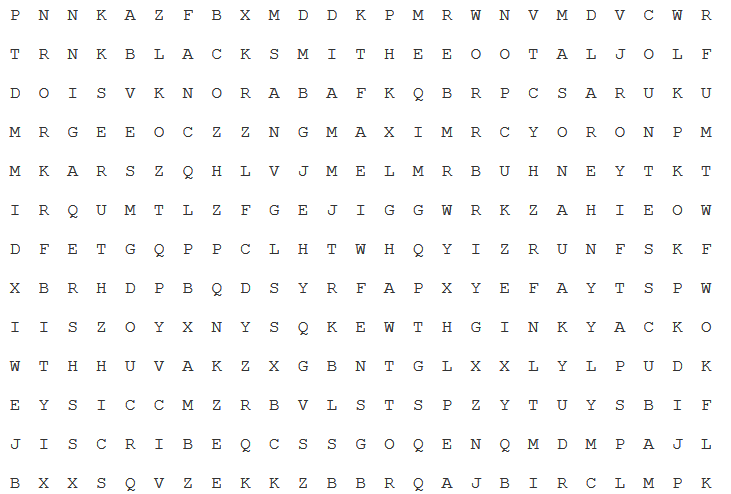 P N N K A Z F B X M D D K P M R W N V M D V C W R
T R N K B L A C K S M I T H E E O O T A L J O L F
D O I S V K N O R A B A F K Q B R P C S A R U K U
M R G E E O C Z Z N G M A X I M R C Y O R O N P M
M K A R S Z Q H L V J M E L M R B U H N E Y T K T
I R Q U M T L Z F G E J I G G W R K Z A H I E O W
D F E T G Q P P C L H T W H Q Y I Z R U N F S K F
X B R H D P B Q D S Y R F A P X Y E F A Y T S P W
I I S Z O Y X N Y S Q K E W T H G I N K Y A C K O
W T H H U V A K Z X G B N T G L X X L Y L P U D K
E Y S I C C M Z R B V L S T S P Z Y T U Y S B I F
J I S C R I B E Q C S S G O Q E N Q M D M P A J L
B X X S Q V Z E K K Z B B R Q A J B I R C L M P K